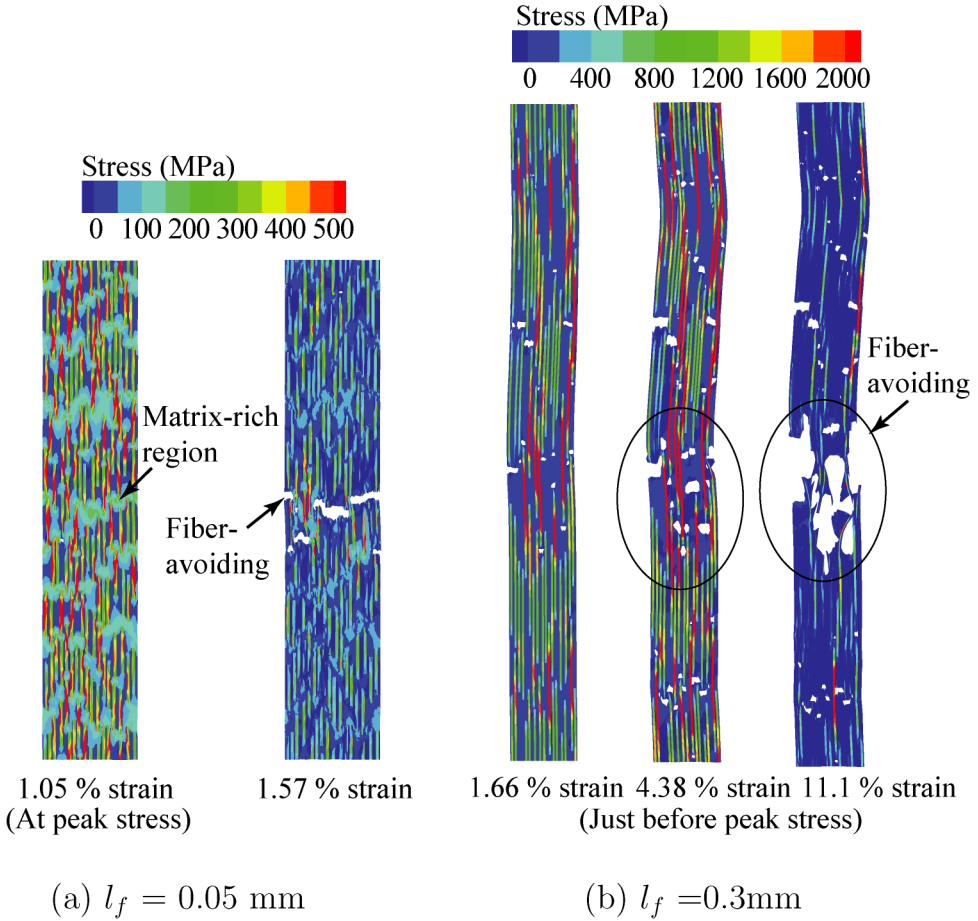 Stress (MPa)
0 400 800 1200 1600 2000
Stress (MPa)
0 100 200 300 400 500
Matrix-rich
region
Fiber-
avoiding
Fiber-
avoiding
1.05 % strain
(At peak stress)
1.57 % strain
1.66 % strain 4.38 % strain 11.1 % strain
(Just before peak stress)
(a) l_f = 0.05 mm
(b) l_f =0.3mm